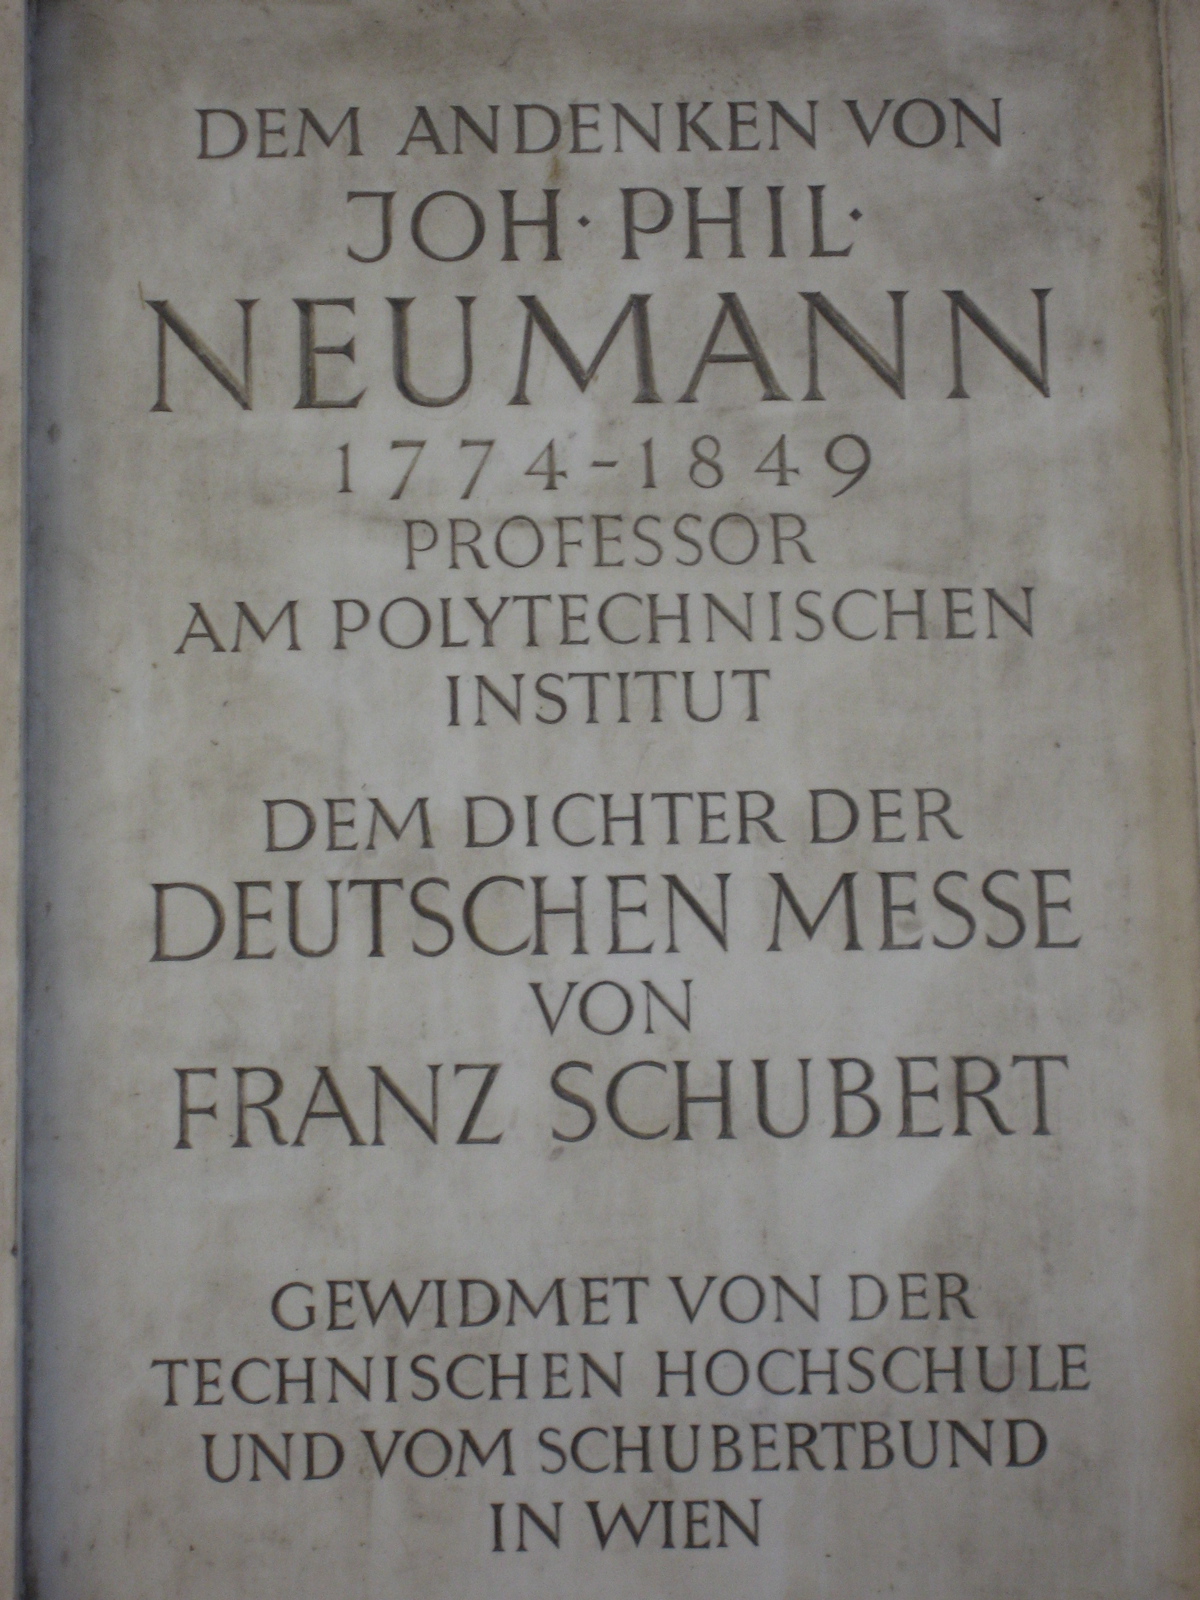 DEM ANDENKEN VON
JOH· PHIL·
NEUMANN
1774-1849
PROFESSOR
AM POLYTECHNISCHEN
INSTITUT
DEM DICHTER DER
DEUTSCHEN MESSE
VON
FRANZ SCHUBERT
GEWIDMET VON DER
TECHNISCHEN HOCHSCHULE
UND VOM SCHUBERTBUND
IN WIEN